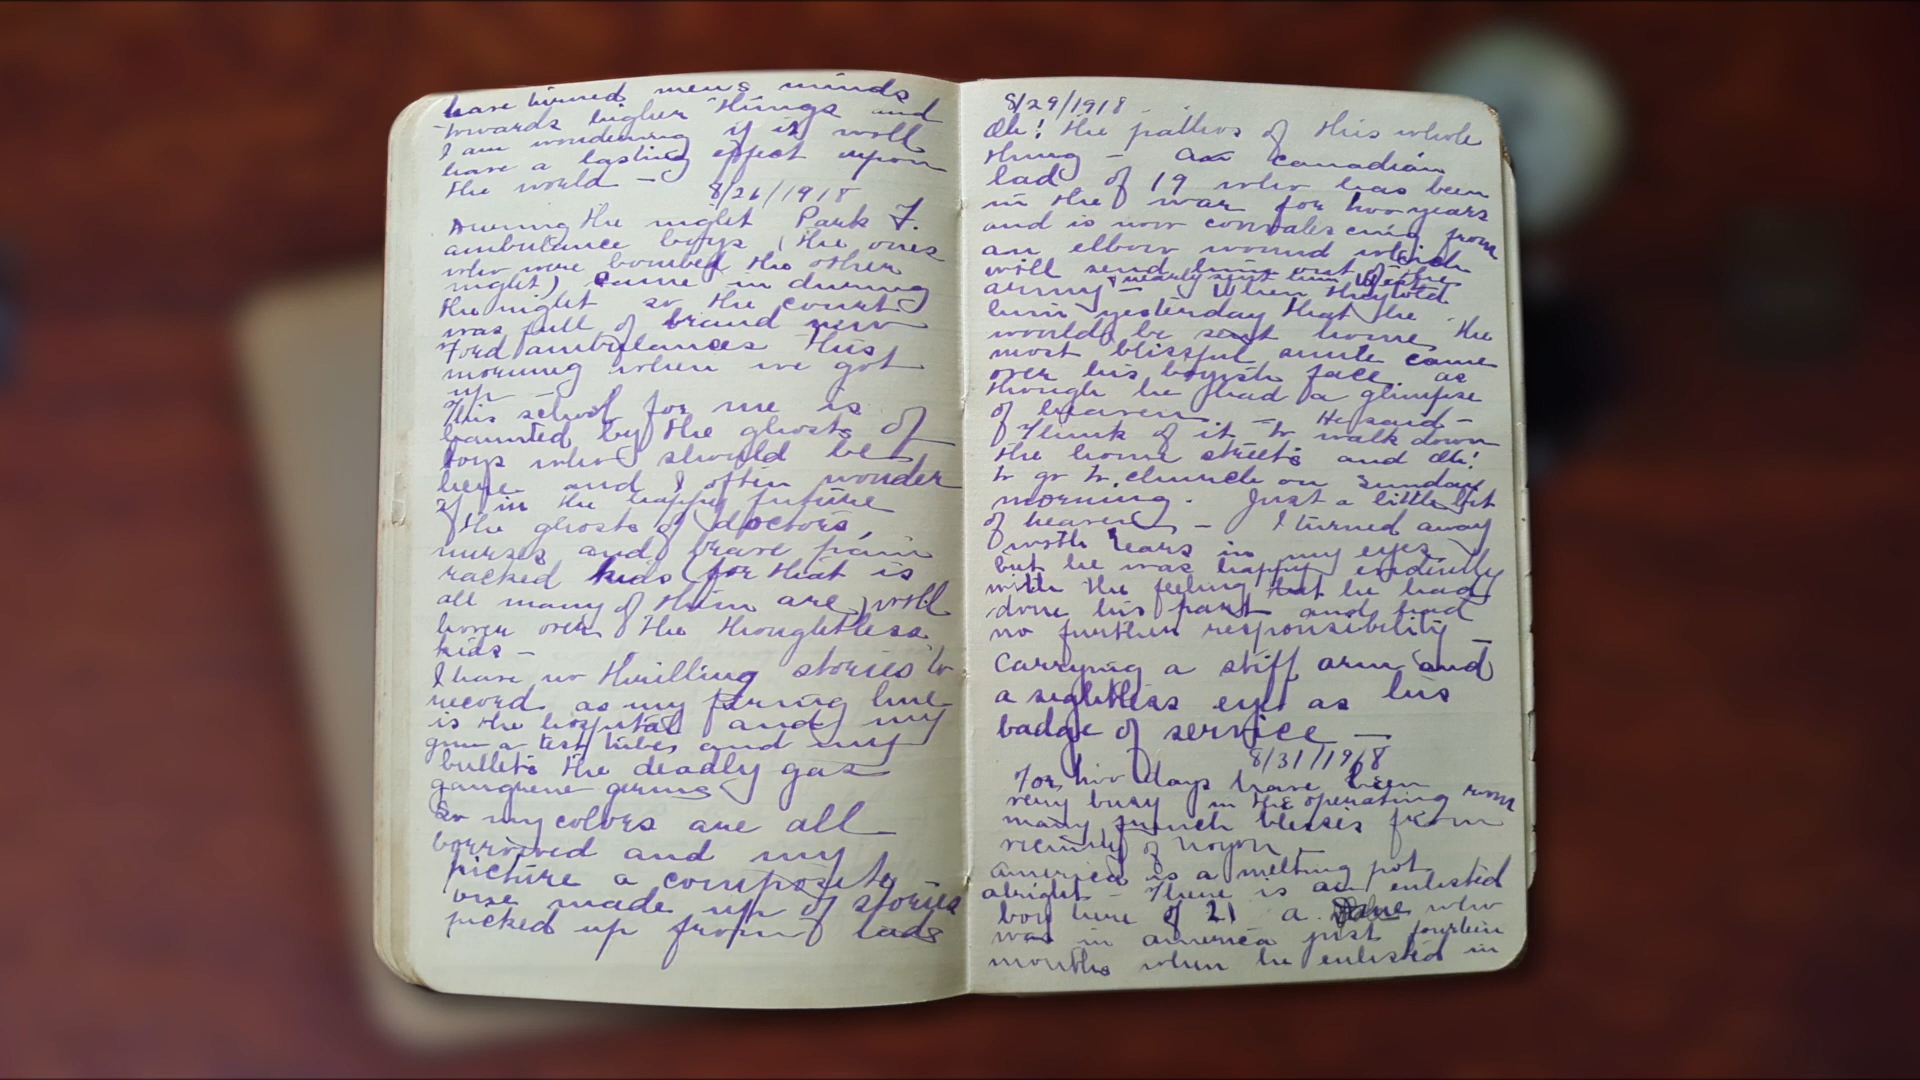 have turned men's minds
towards higher things and
I am wondering if it will
have a lasting effect upon
the world -
8/26/1918
During the night Park F.
ambulance boys (the ones
who were bombed the other
night) came in during
the night so the court
was full of brand new
Ford ambulances this
morning when we got
up -
This school for me is
haunted by the ghosts of
boys who should be
here and I often wonder
if in the happy future
the ghosts of doctors,
nurses and brave pain
racked kids (for that is
all many of them are) will
hover over the thoughtless
kids -
I have no thrilling stories to
record as my firing line
is the hospital and my
gun a test tubes and my
bullets the deadly gas
gangrene germs
So my colors are all
borrowed and my
picture a composite
one made up of stories
picked up from lads
8/29/1918 -
Oh! the pathos of this whole
thing - a Canadian
lad of 19 who has been
in the war for two years
and is now convalescing from
an elbow wound which
will send him out of the
army - nearly sent him West
When they told
him yesterday that he
would be sent home the
most blissful smile came
over his boyish face as
though he had a glimpse
of heaven - He said -
Think of it to walk down
the home streets and Oh!
to go to church on Sunday
morning. Just a little bit
of heaven - I turned away
with tears in my eyes
but he was happy evidently
with the feeling that he had
done his part and had
no further responsibility -
Carrying a stiff arm and
a sightless eye as his
badge of service -
8/31/1918
For two days have been
very busy in the operating room
many french blesses from
vicinity of Noyon -
America is a melting pot
alright - There is an enlisted
boy here of 21 a Dane who
was in America just fourteen
months when he enlisted in